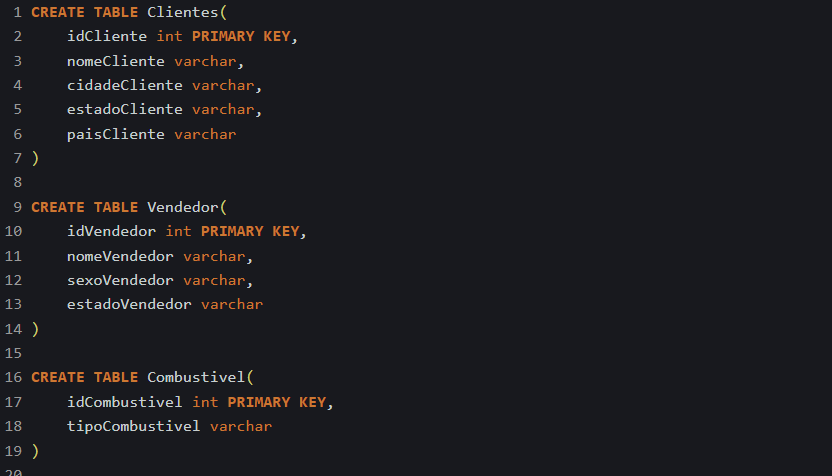 1 CREATE TABLE Clientes(
2     idCliente int PRIMARY KEY,
3     nomeCliente varchar,
4     cidadeCliente varchar,
5     estadoCliente varchar,
6     paisCliente varchar
7 )
8
9 CREATE TABLE Vendedor(
10     idVendedor int PRIMARY KEY,
11     nomeVendedor varchar,
12     sexoVendedor varchar,
13     estadoVendedor varchar
14 )
15
16 CREATE TABLE Combustivel(
17     idCombustivel int PRIMARY KEY,
18     tipoCombustivel varchar
19 )
20